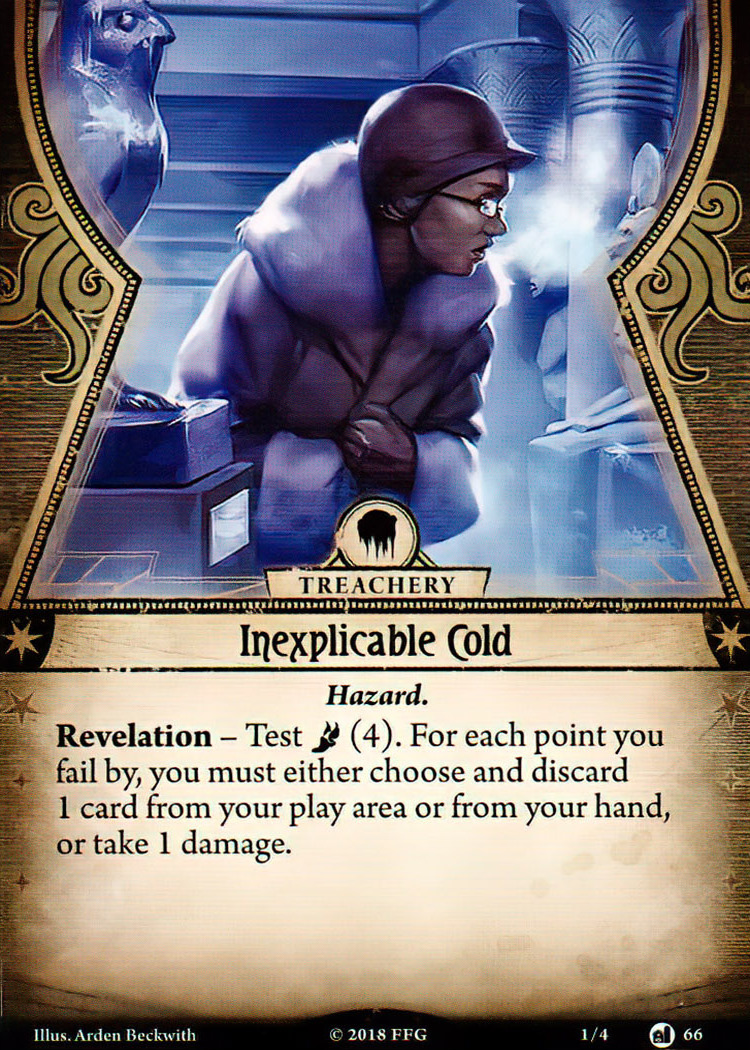 TREACHERY
Inexplicable Cold
Hazard.
Revelation – Test (4). For each point you
fail by, you must either choose and discard
1 card from your play area or from your hand,
or take 1 damage.
Illus. Arden Beckwith © 2018 FFG 1/4 66